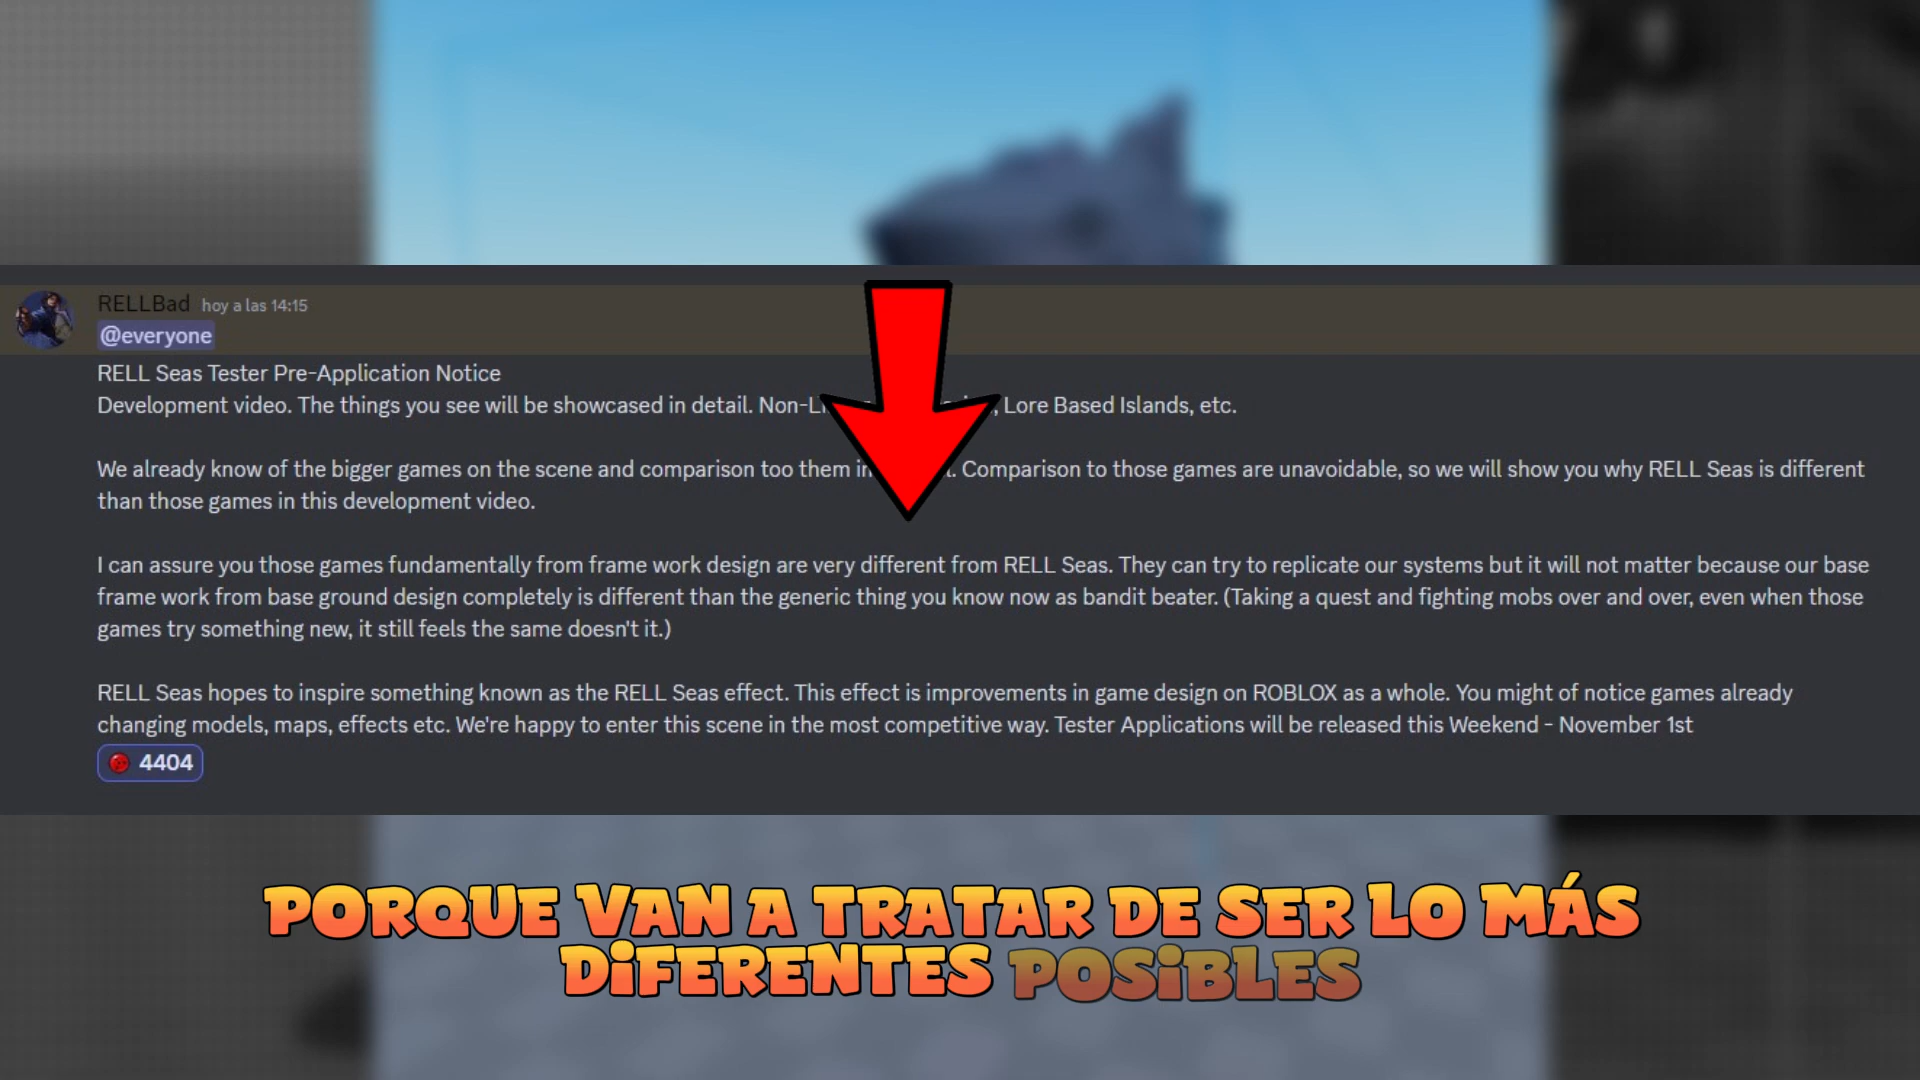 RELLBad hoy a las 14:15
@everyone
RELL Seas Tester Pre-Application Notice
Development video. The things you see will be showcased in detail. Lore Based Islands, etc.
We already know of the bigger games on the scene and comparison too them Comparison to those games are unavoidable, so we will show you why RELL Seas is different
than those games in this development video.
I can assure you those games fundamentally from frame work design are very different from RELL Seas. They can try to replicate our systems but it will not matter because our base
frame work from base ground design completely is different than the generic thing you know now as bandit beater. (Taking a quest and fighting mobs over and over, even when those
games try something new, it still feels the same doesn't it.)
RELL Seas hopes to inspire something known as the RELL Seas effect. This effect is improvements in game design on ROBLOX as a whole. You might of notice games already
changing models, maps, effects etc. We're happy to enter this scene in the most competitive way. Tester Applications will be released this Weekend - November 1st
4404
PORQUE VAN A TRATAR DE SER LO MÁS
DiFERENTES POSiBLES